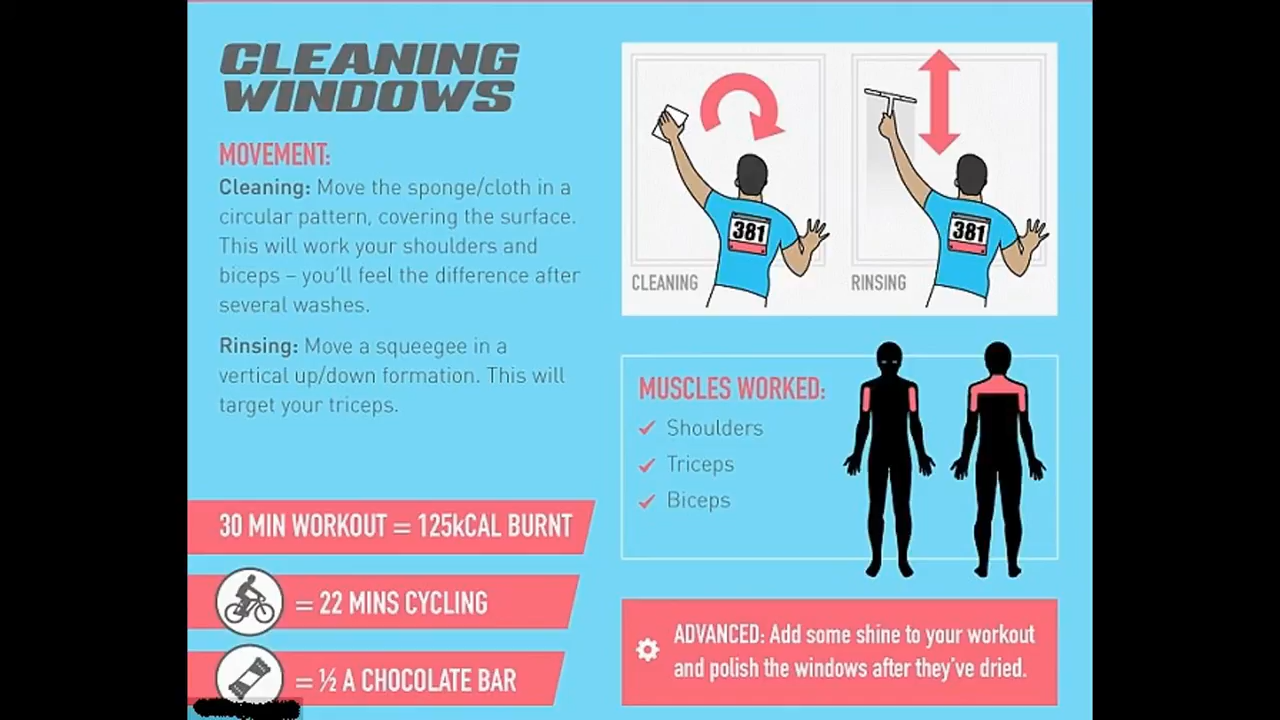 CLEANING
WINDOWS
MOVEMENT:
Cleaning: Move the sponge/cloth in a
circular pattern, covering the surface.
This will work your shoulders and
biceps – you'll feel the difference after
several washes.
Rinsing: Move a squeegee in a
vertical up/down formation. This will
target your triceps.
30 MIN WORKOUT = 125kCAL BURNT
= 22 MINS CYCLING
= ½ A CHOCOLATE BAR
381
CLEANING
381
RINSING
MUSCLES WORKED:
Shoulders
Triceps
Biceps
ADVANCED: Add some shine to your workout
and polish the windows after they've dried.